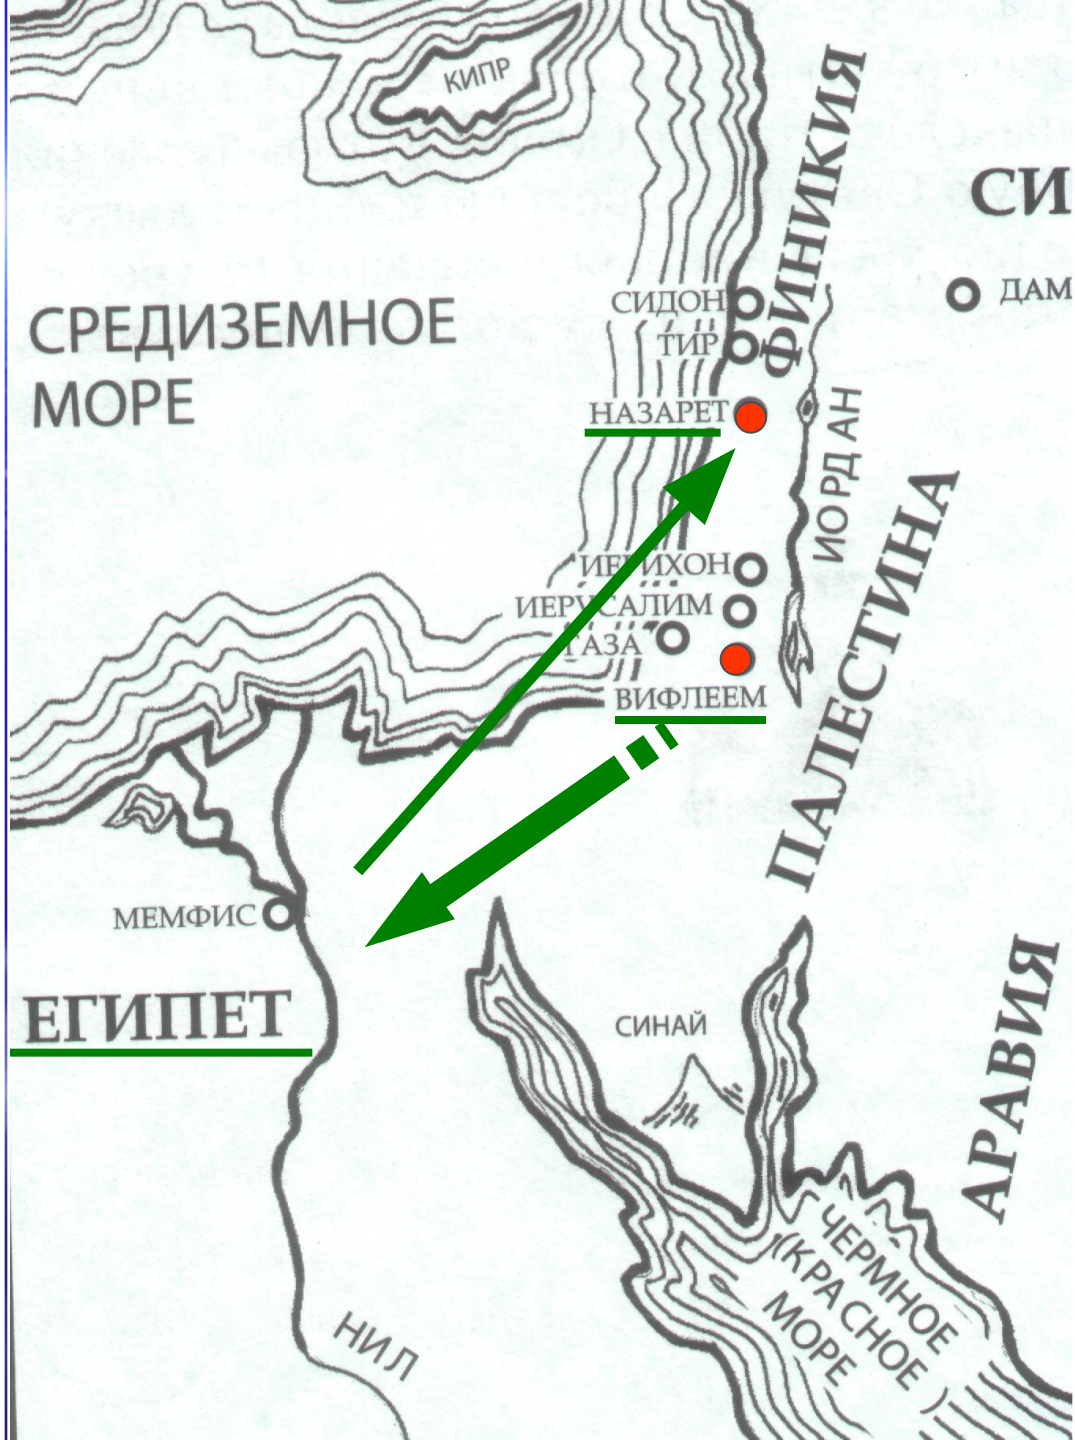 КИПР
ФИНИКИЯ
СИ
СИДОН
ДАМ
СРЕДИЗЕМНОЕ
МОРЕ
ТИР
НАЗАРЕТ
ИОРДАН
ПАЛЕСТИНА
ИЕРИХОН
ИЕРУСАЛИМ
ГАЗА
ВИФЛЕЕМ
МЕМФИС
ЕГИПЕТ
СИНАЙ
АРАВИЯ
ЧЕРМНОЕ
(КРАСНОЕ )
МОРЕ
НИЛ